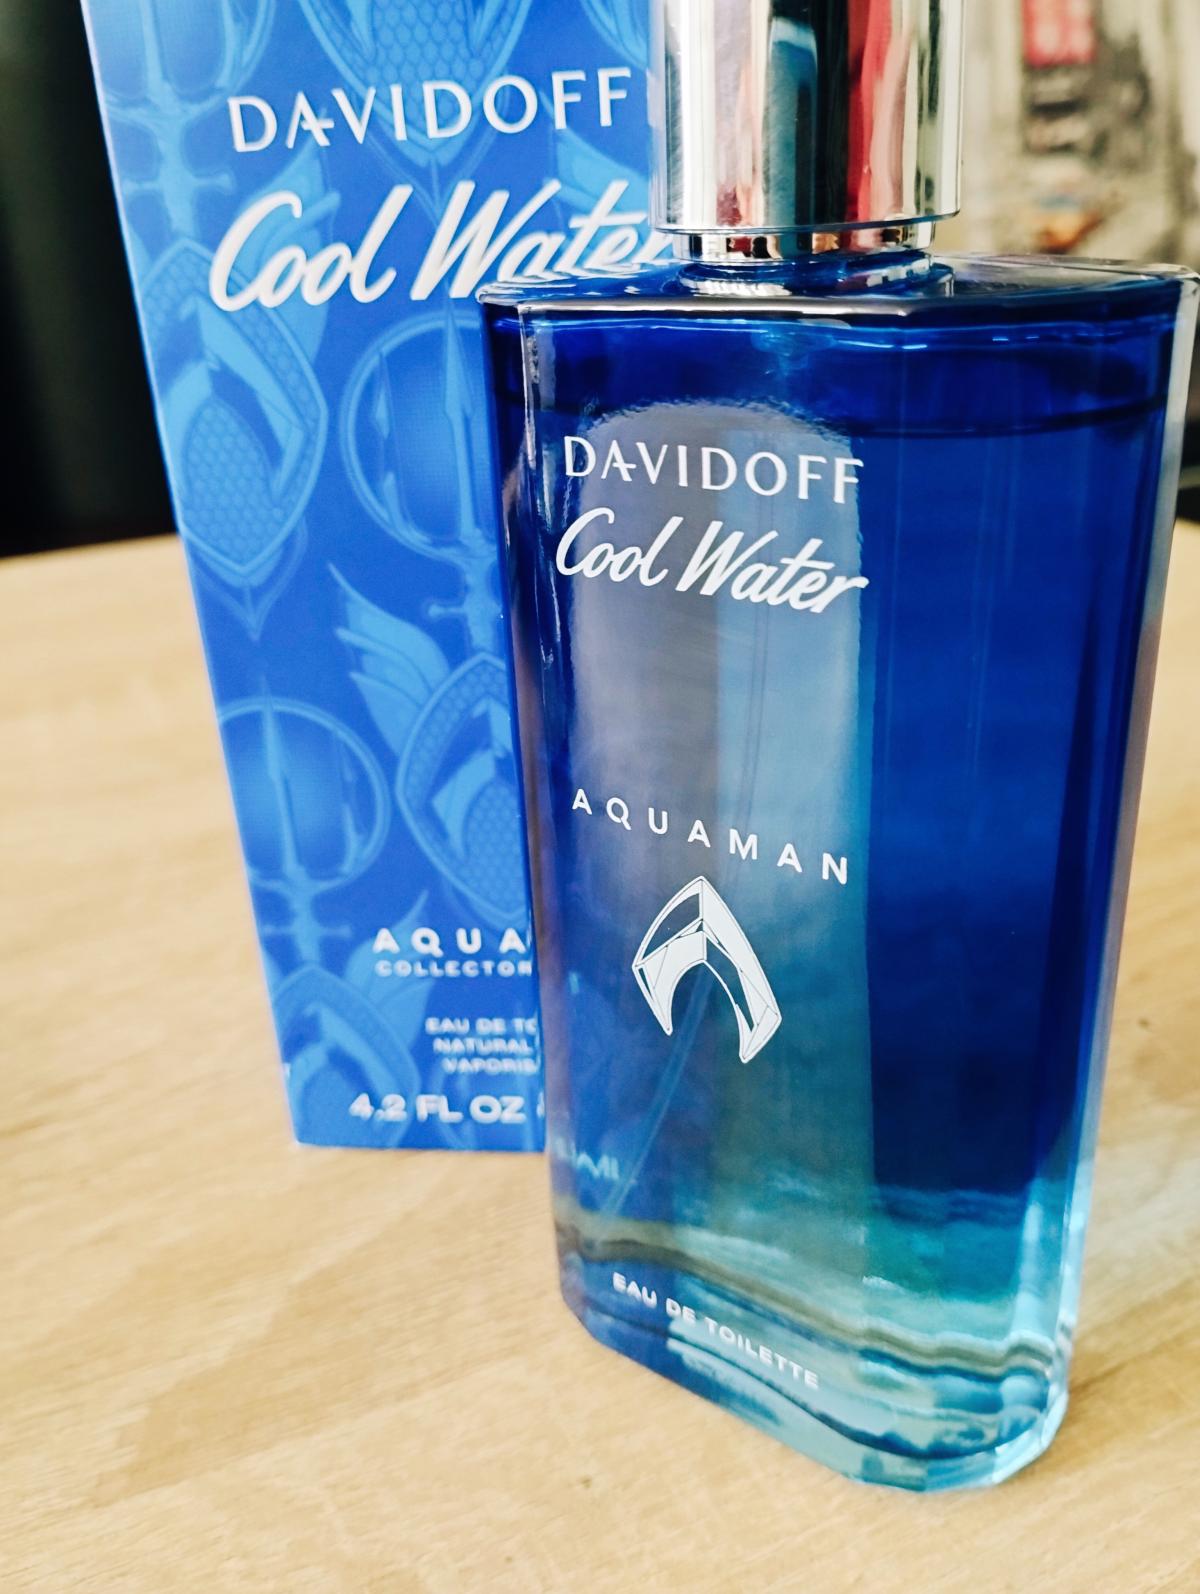 DAVIDOFF
Cool Water
AQUA
COLLECTOR
EAU DE TO
NATURAL
VAPORIS
4.2 FL OZ
DAVIDOFF
Cool Water
AQUAMAN
EAU DE TOILETTE